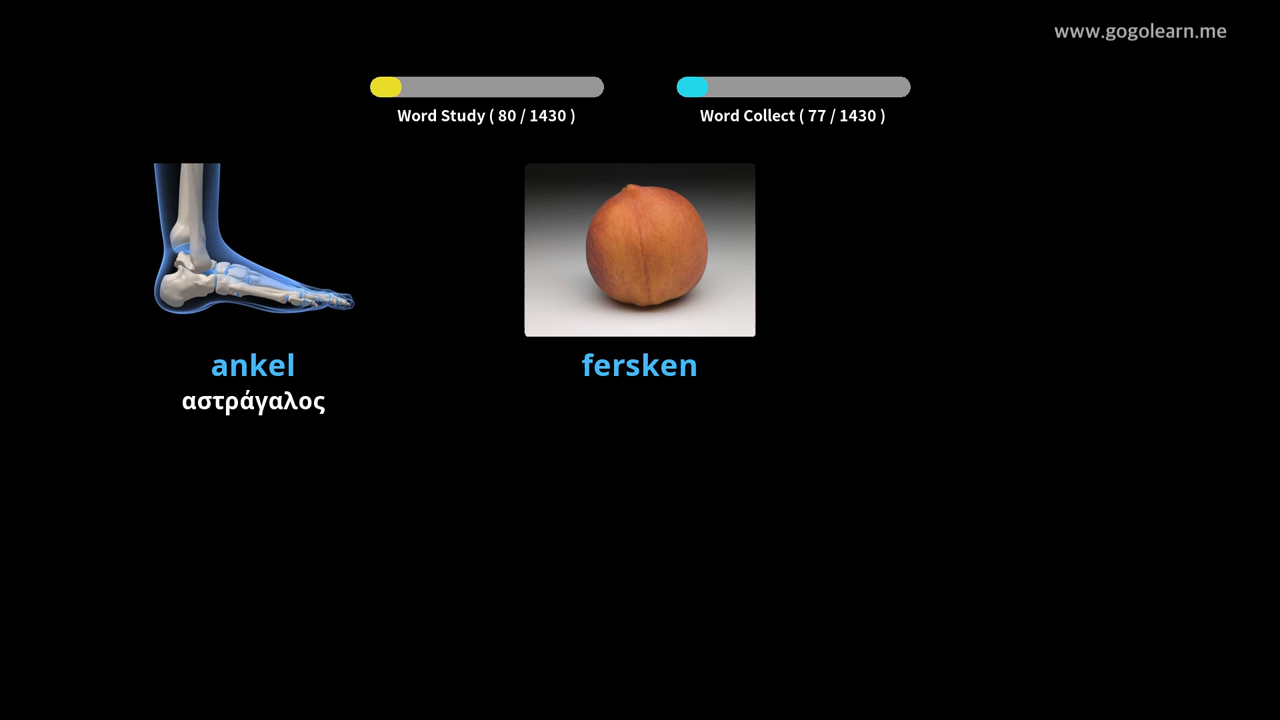 www.gogolearn.me
Word Study ( 80 / 1430 )
Word Collect ( 77 / 1430 )
ankel
fersken
αστράγαλος